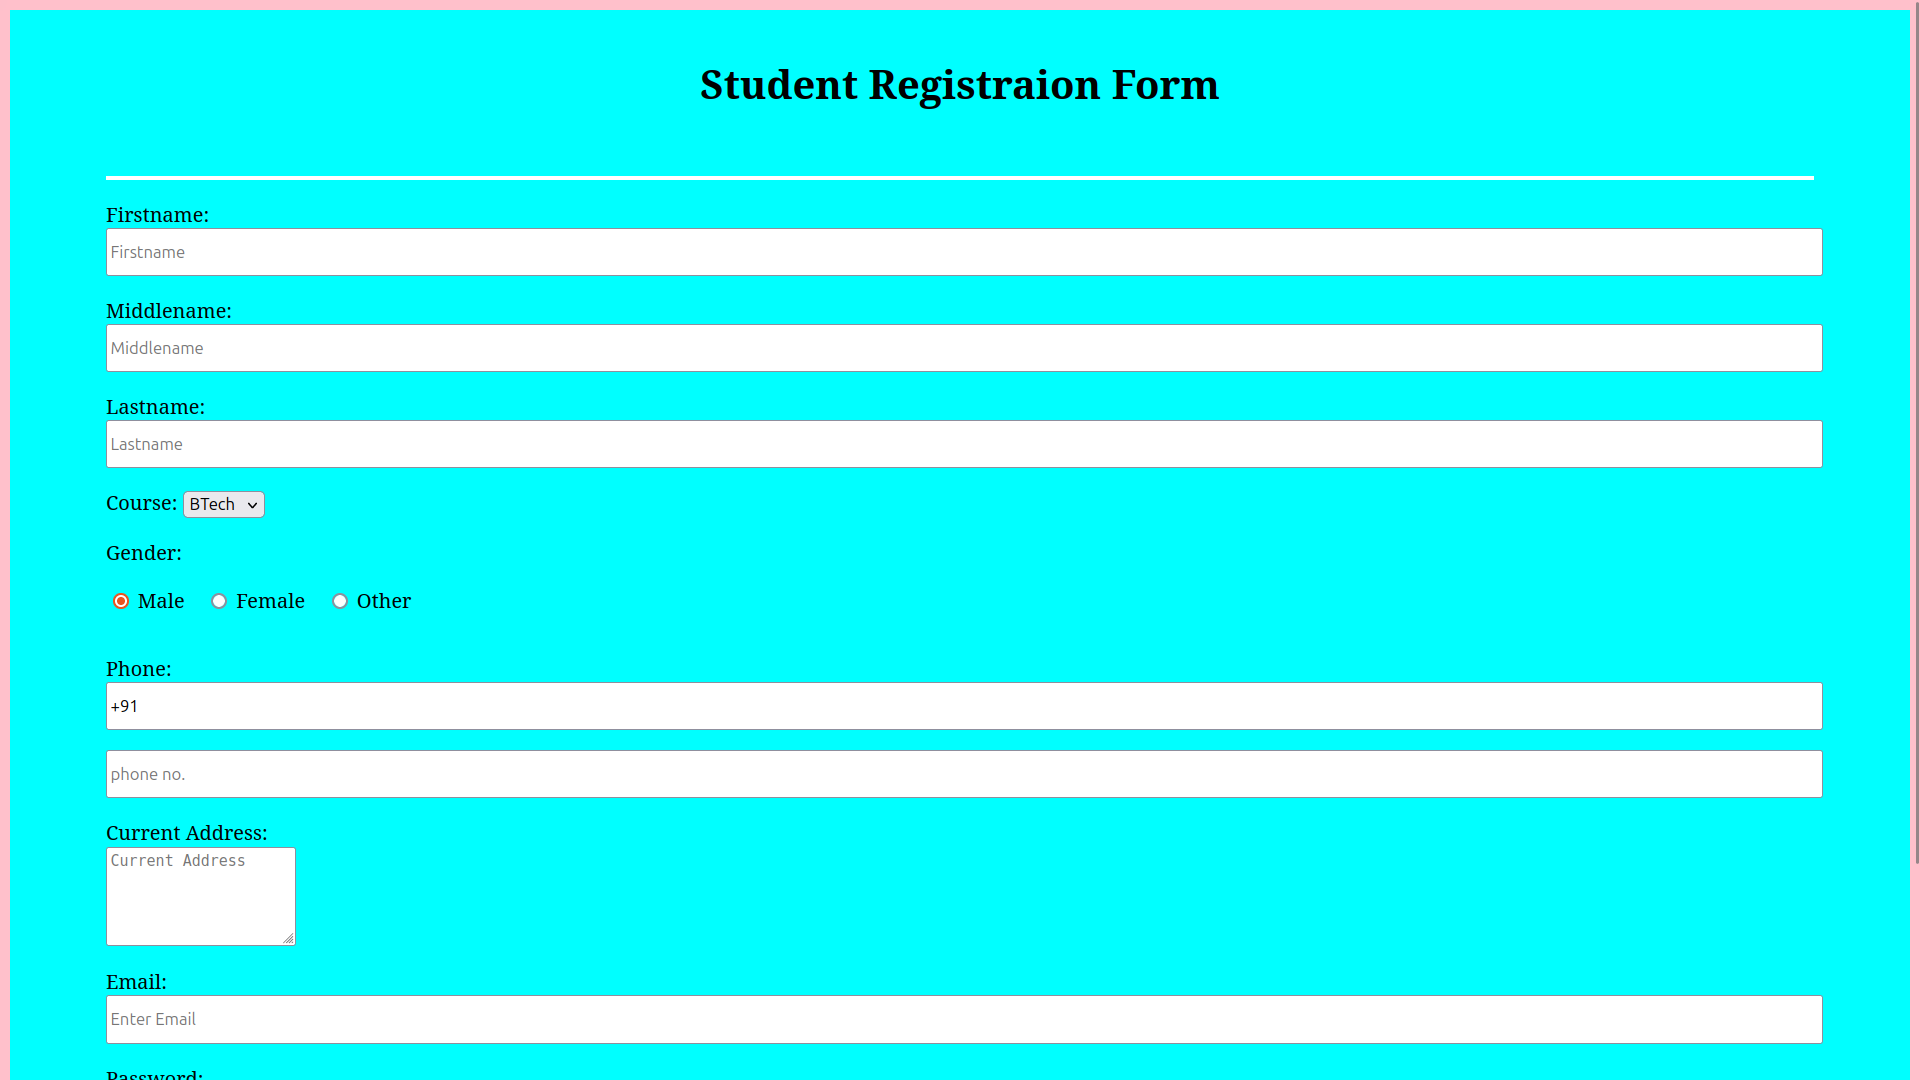 Student Registraion Form
Firstname:
Firstname
Middlename:
Middlename
Lastname:
Lastname
Course: BTech
Gender:
Male Female Other
Phone:
+91
phone no.
Current Address:
Current Address
Email:
Enter Email
Password: